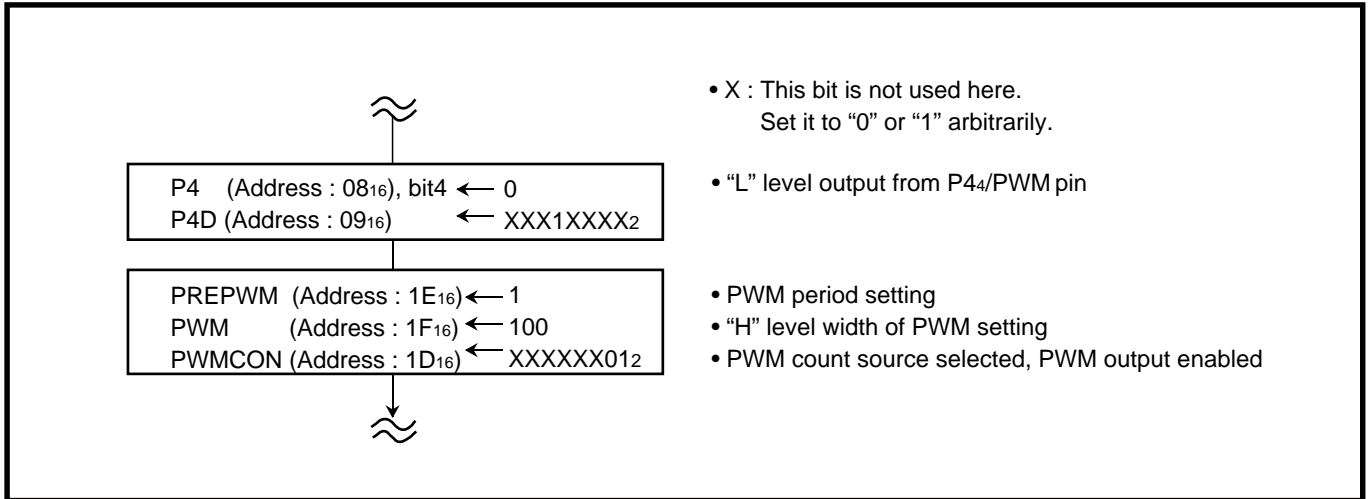 • X : This bit is not used here.
Set it to “0” or “1” arbitrarily.
P4 (Address : 0816), bit4 ← 0
P4D (Address : 0916) ← XXX1XXXX2
• “L” level output from P44/PWM pin
PREPWM (Address : 1E16) ← 1
PWM (Address : 1F16) ← 100
PWMCON (Address : 1D16) ← XXXXXX012
• PWM period setting
• “H” level width of PWM setting
• PWM count source selected, PWM output enabled